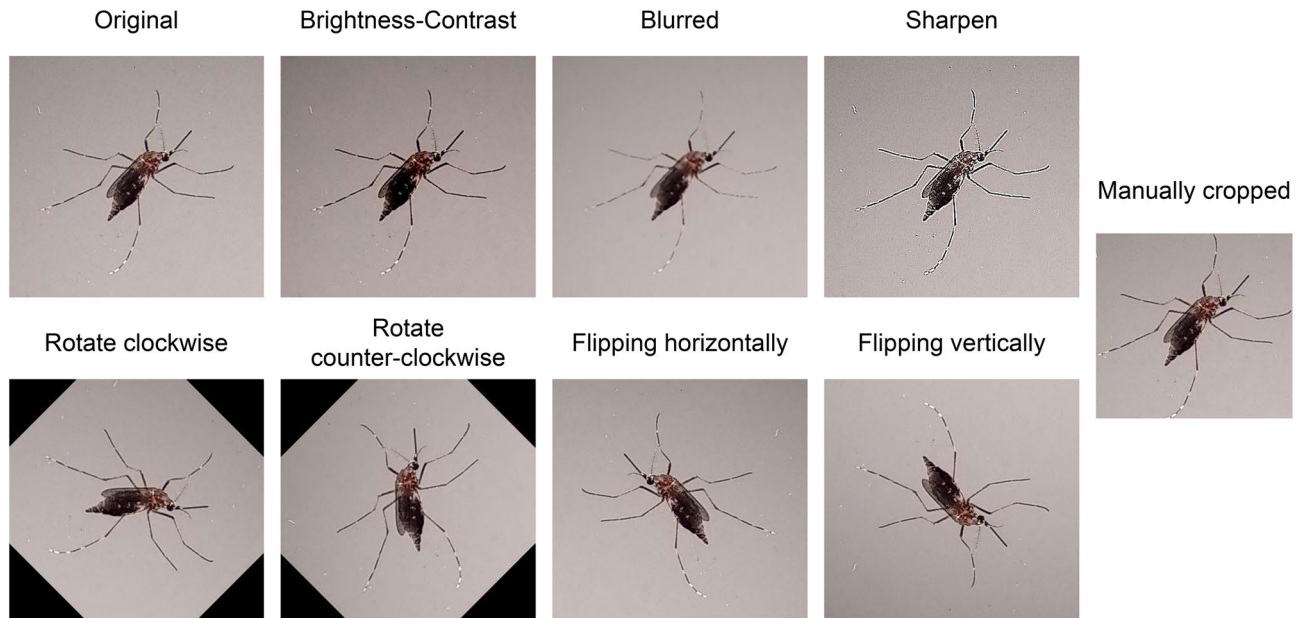 Original
Brightness-Contrast
Blurred
Sharpen
Manually cropped
Rotate clockwise
Rotate
counter-clockwise
Flipping horizontally
Flipping vertically